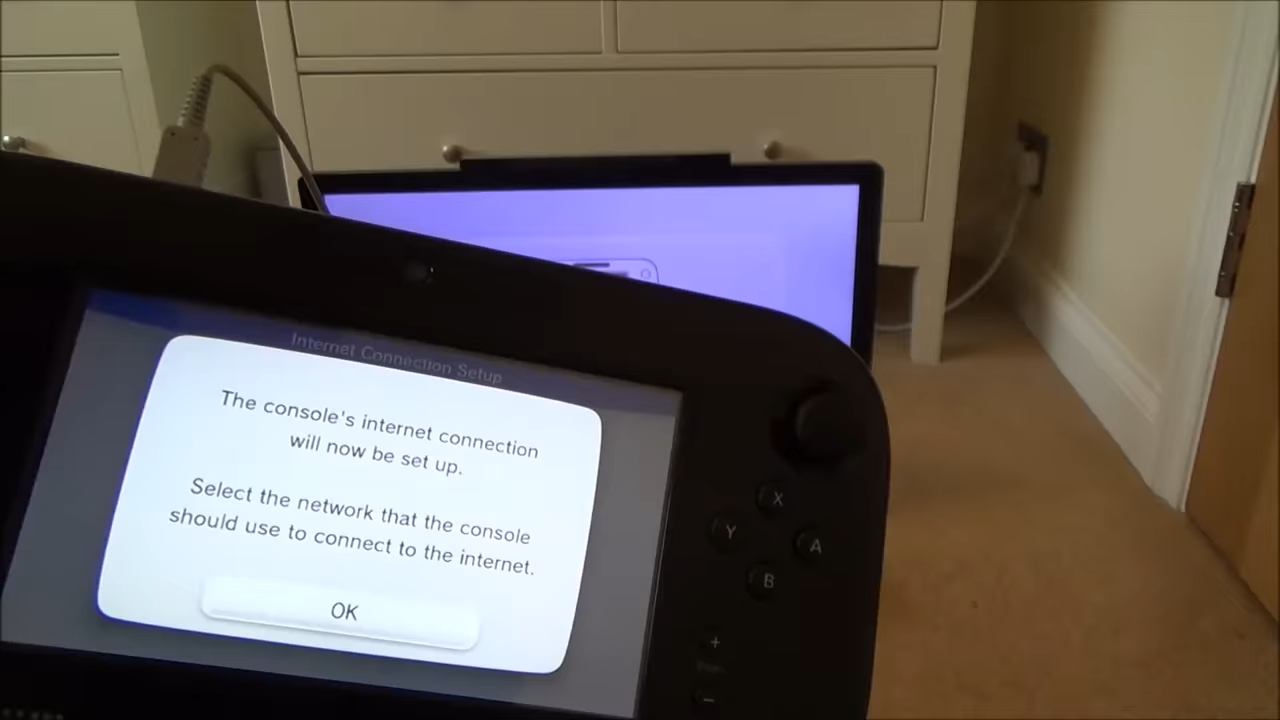 Internet Connection Setup
The console's internet connection
will now be set up.
Select the network that the console
should use to connect to the internet.
OK
X
Y
A
B
+
−